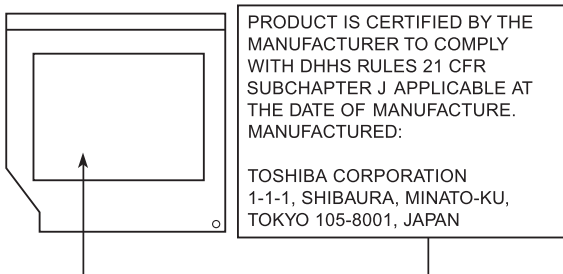 PRODUCT IS CERTIFIED BY THE
MANUFACTURER TO COMPLY
WITH DHHS RULES 21 CFR
SUBCHAPTER J APPLICABLE AT
THE DATE OF MANUFACTURE.
MANUFACTURED:
TOSHIBA CORPORATION
1-1-1, SHIBAURA, MINATO-KU,
TOKYO 105-8001, JAPAN